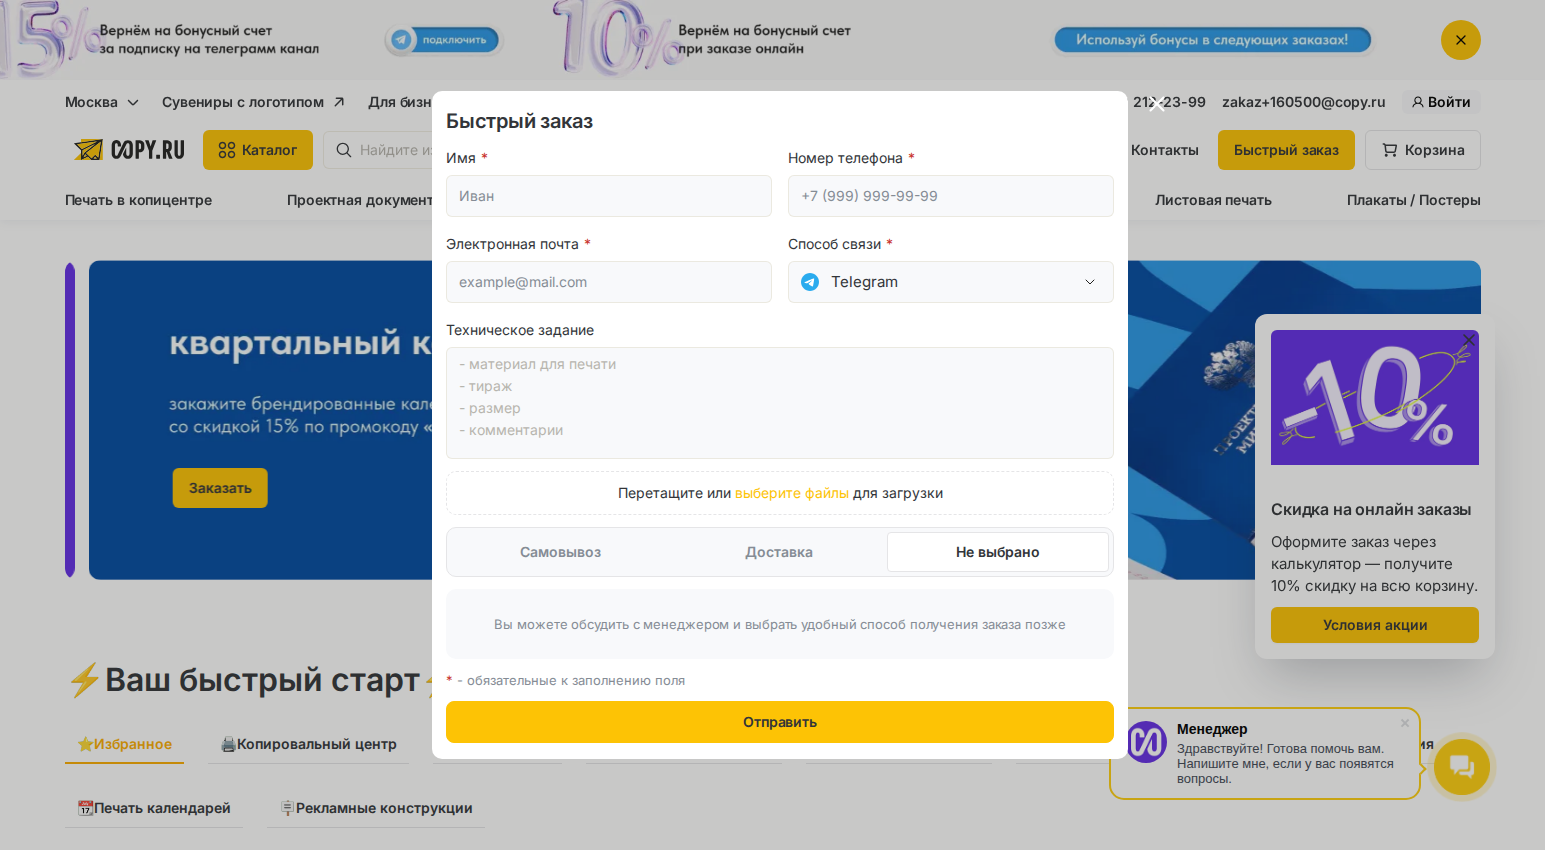 15%
Вернём на бонусный счет
за подписку на телеграмм канал
подключить
10%
Вернём на бонусный счет
при заказе онлайн
Используй бонусы в следующих заказах!
Москва
Сувениры с логотипом
Для бизн
212-23-99
zakaz+160500@copy.ru
Войти
COPY.RU
Каталог
Найдите из
Контакты
Быстрый заказ
Корзина
Печать в копицентре
Проектная документ
Листовая печать
Плакаты / Постеры
Быстрый заказ
Имя *
Номер телефона *
Иван
+7 (999) 999-99-99
Электронная почта *
Способ связи *
example@mail.com
Telegram
Техническое задание
- материал для печати
- тираж
- размер
- комментарии
Перетащите или выберите файлы для загрузки
Самовывоз
Доставка
Не выбрано
Вы можете обсудить с менеджером и выбрать удобный способ получения заказа позже
* - обязательные к заполнению поля
Отправить
квартальный к
закажите брендированные кале
со скидкой 15% по промокоду «
Заказать
-10%
Скидка на онлайн заказы
Оформите заказ через
калькулятор — получите
10% скидку на всю корзину.
Условия акции
⚡Ваш быстрый старт⚡
⭐Избранное
🖨️Копировальный центр
ия
📆Печать календарей
🪧Рекламные конструкции
Менеджер
Здравствуйте! Готова помочь вам.
Напишите мне, если у вас появятся
вопросы.